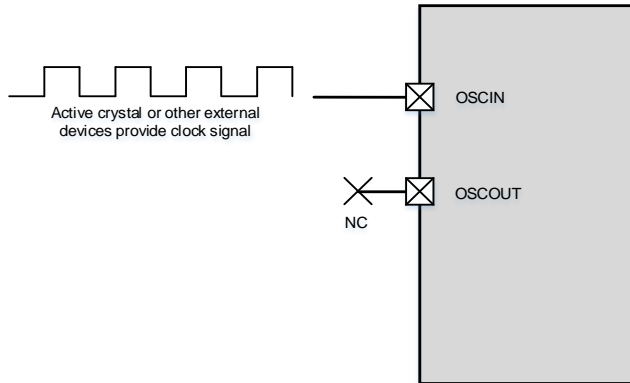 OSCIN
Active crystal or other external
devices provide clock signal
OSCOUT
NC